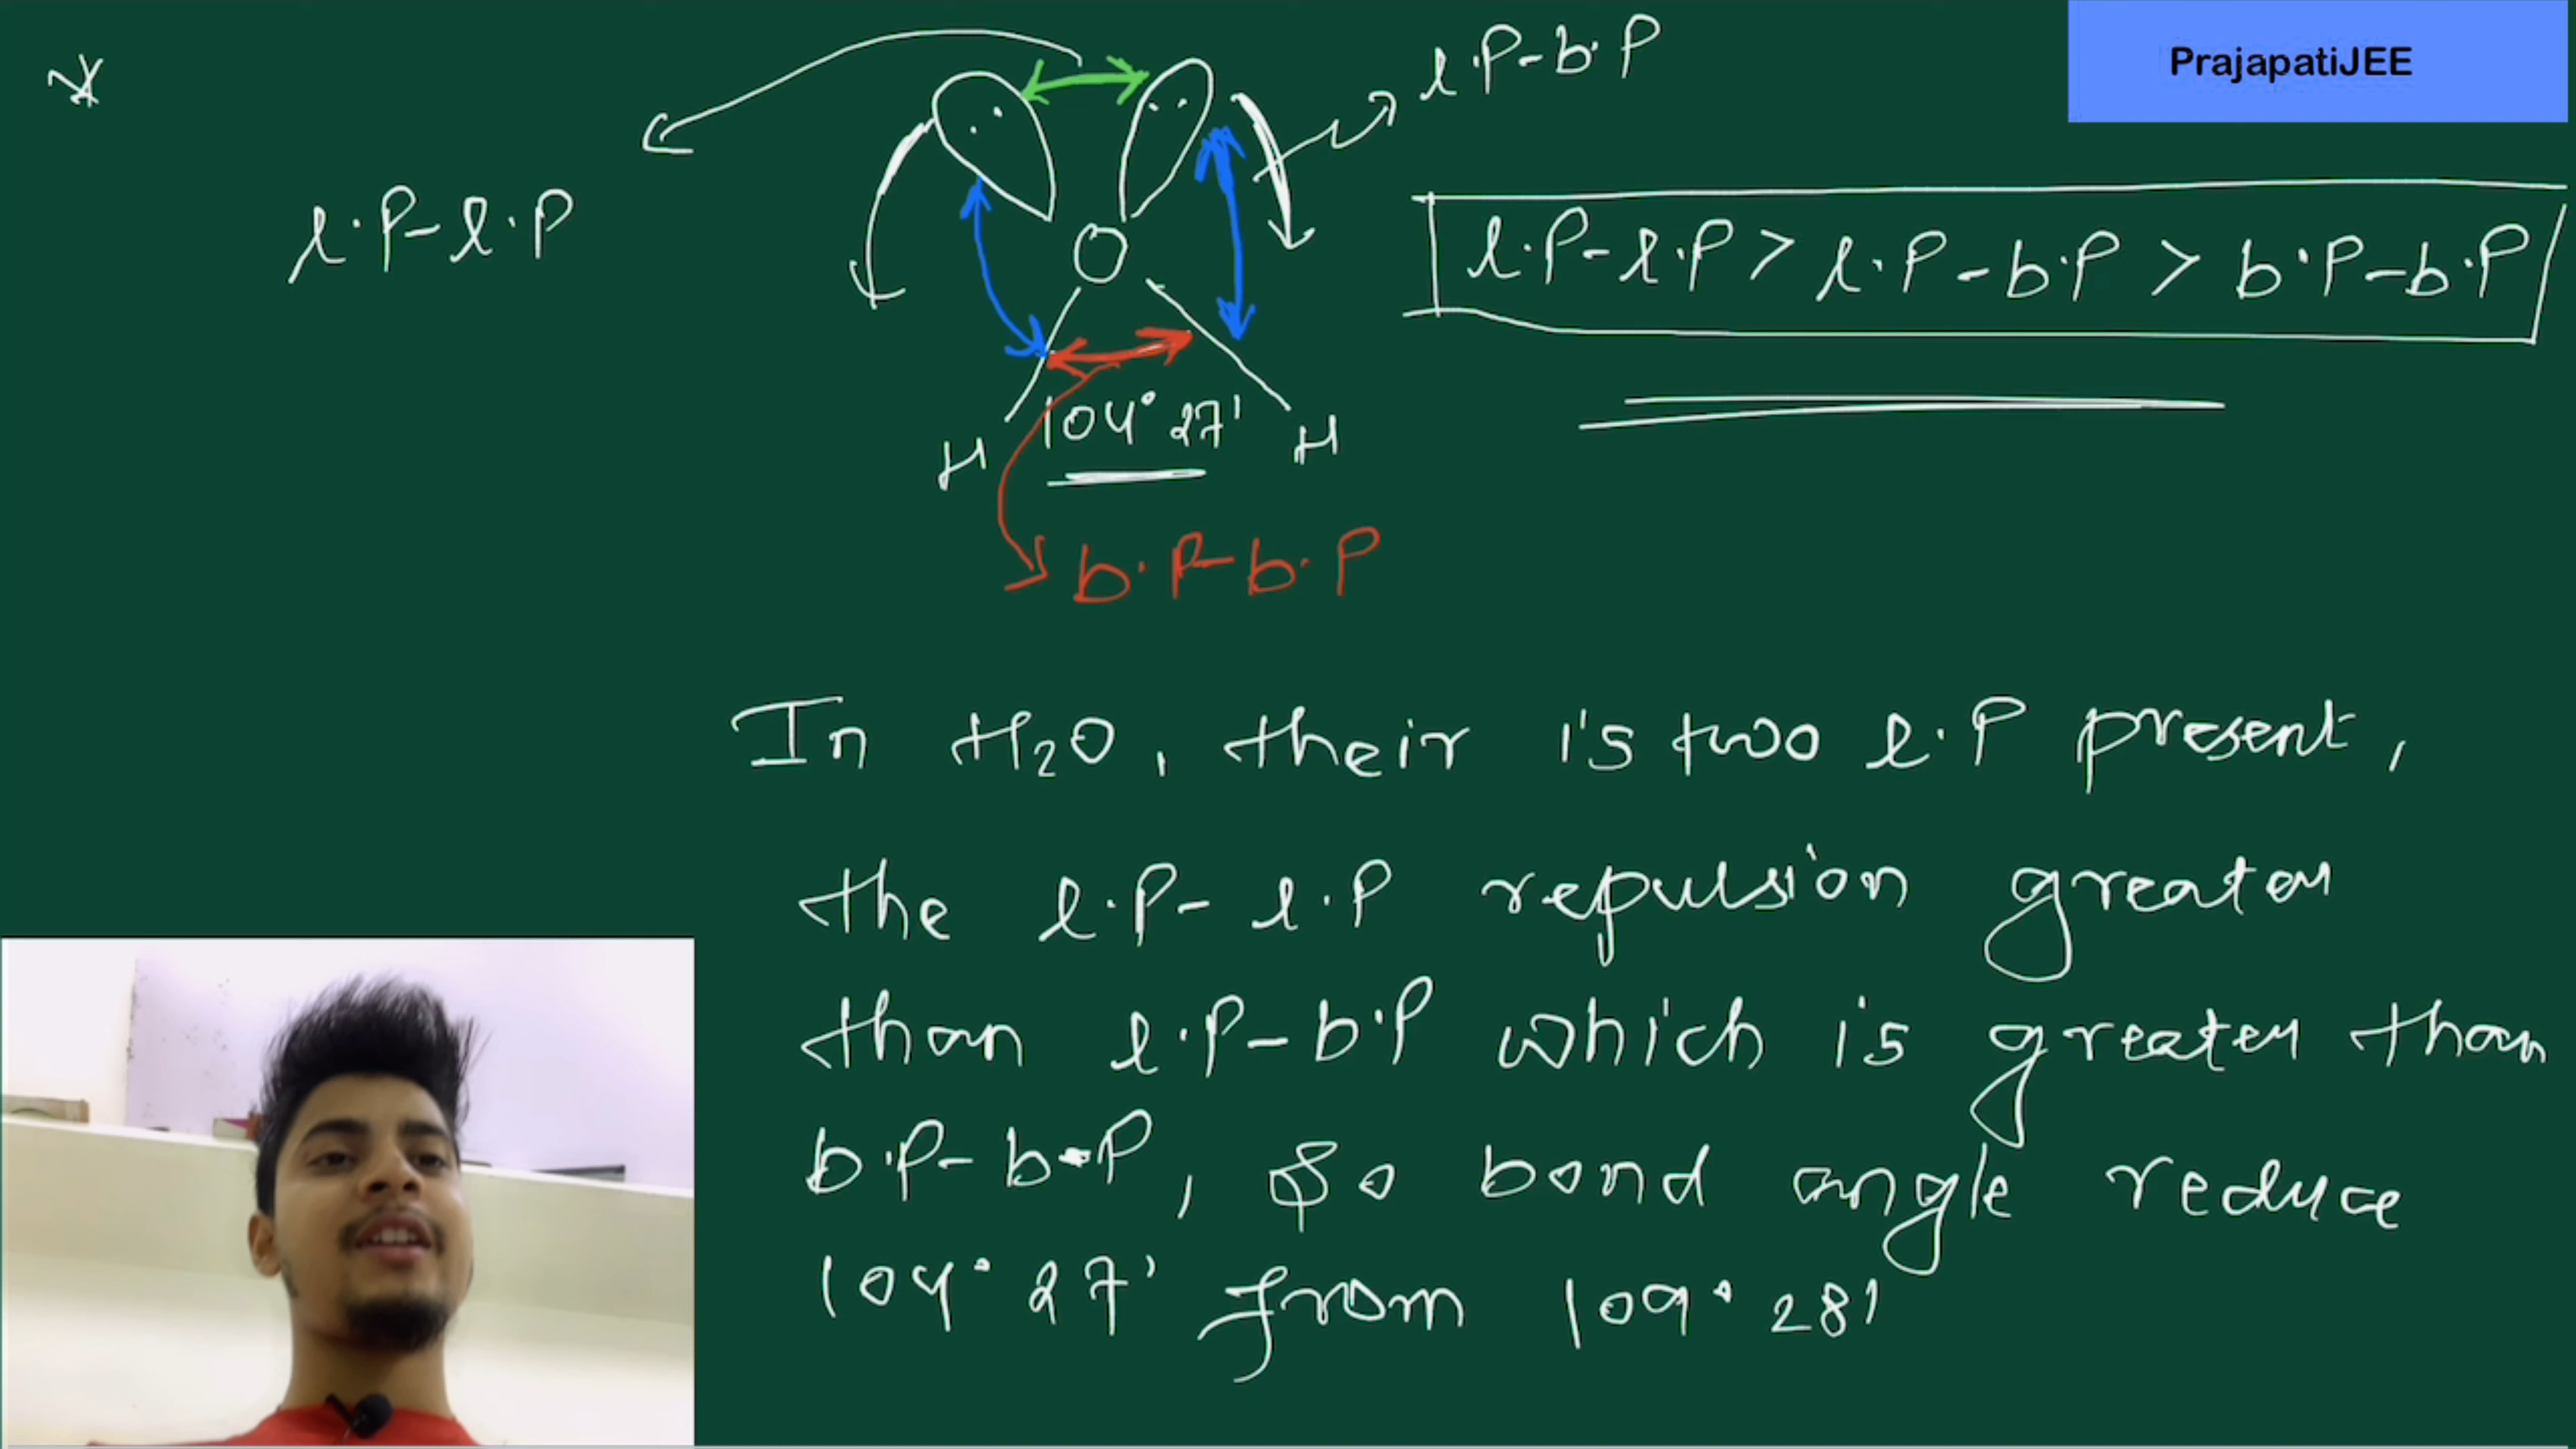 PrajapatiJEE
l.P-b.P
l.P-l.P
O
l.P-l.P > l.P-b.P > b.P-b.P
104° 27'
H
H
b.P-b.P
In H₂O, their is two l.P present,
the l.P-l.P repulsion greater
than l.P-b.P which is greater than
b.P-b.P, So bond angle reduce
104° 27' from 109° 28'